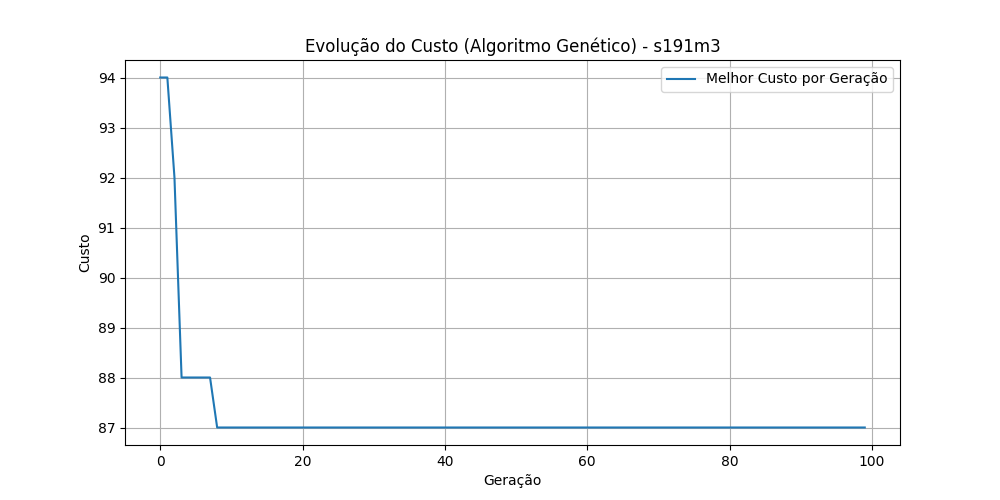 Evolução do Custo (Algoritmo Genético) - s191m3
Melhor Custo por Geração
94
93
92
91
90
89
88
87
Custo
0 20 40 60 80 100
Geração